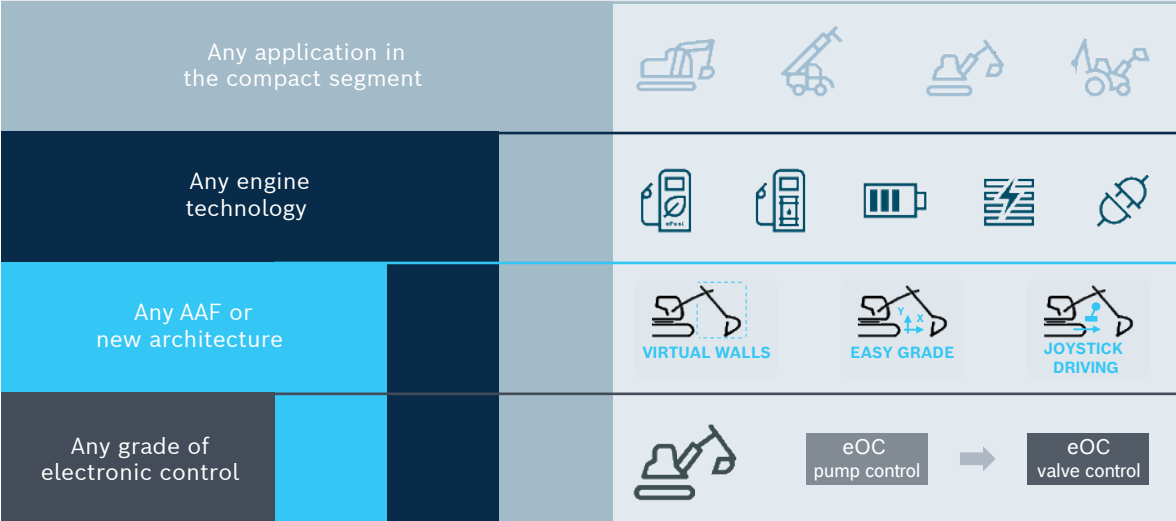 Any application in
the compact segment
Any engine
technology
eFuel
Any AAF or
new architecture
VIRTUAL WALLS
Y
X
EASY GRADE
JOYSTICK
DRIVING
Any grade of
electronic control
eOC
pump control
eOC
valve control